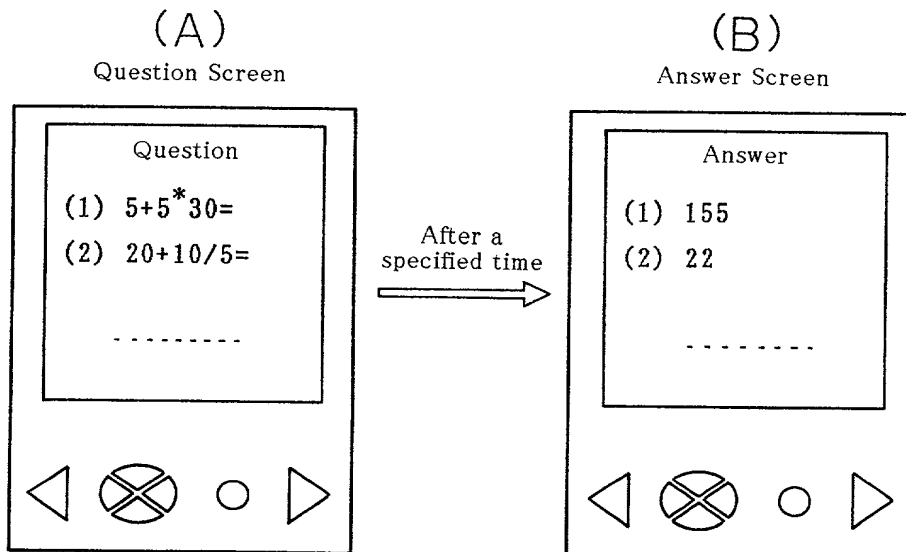 (A)
Question Screen
Question
(1) 5+5*30=
(2) 20+10/5=
---------
After a
specified time
(B)
Answer Screen
Answer
(1) 155
(2) 22
--------